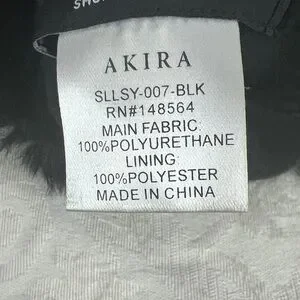 AKIRA
SLLSY-007-BLK
RN#148564
MAIN FABRIC:
100%POLYURETHANE
LINING:
100%POLYESTER
MADE IN CHINA